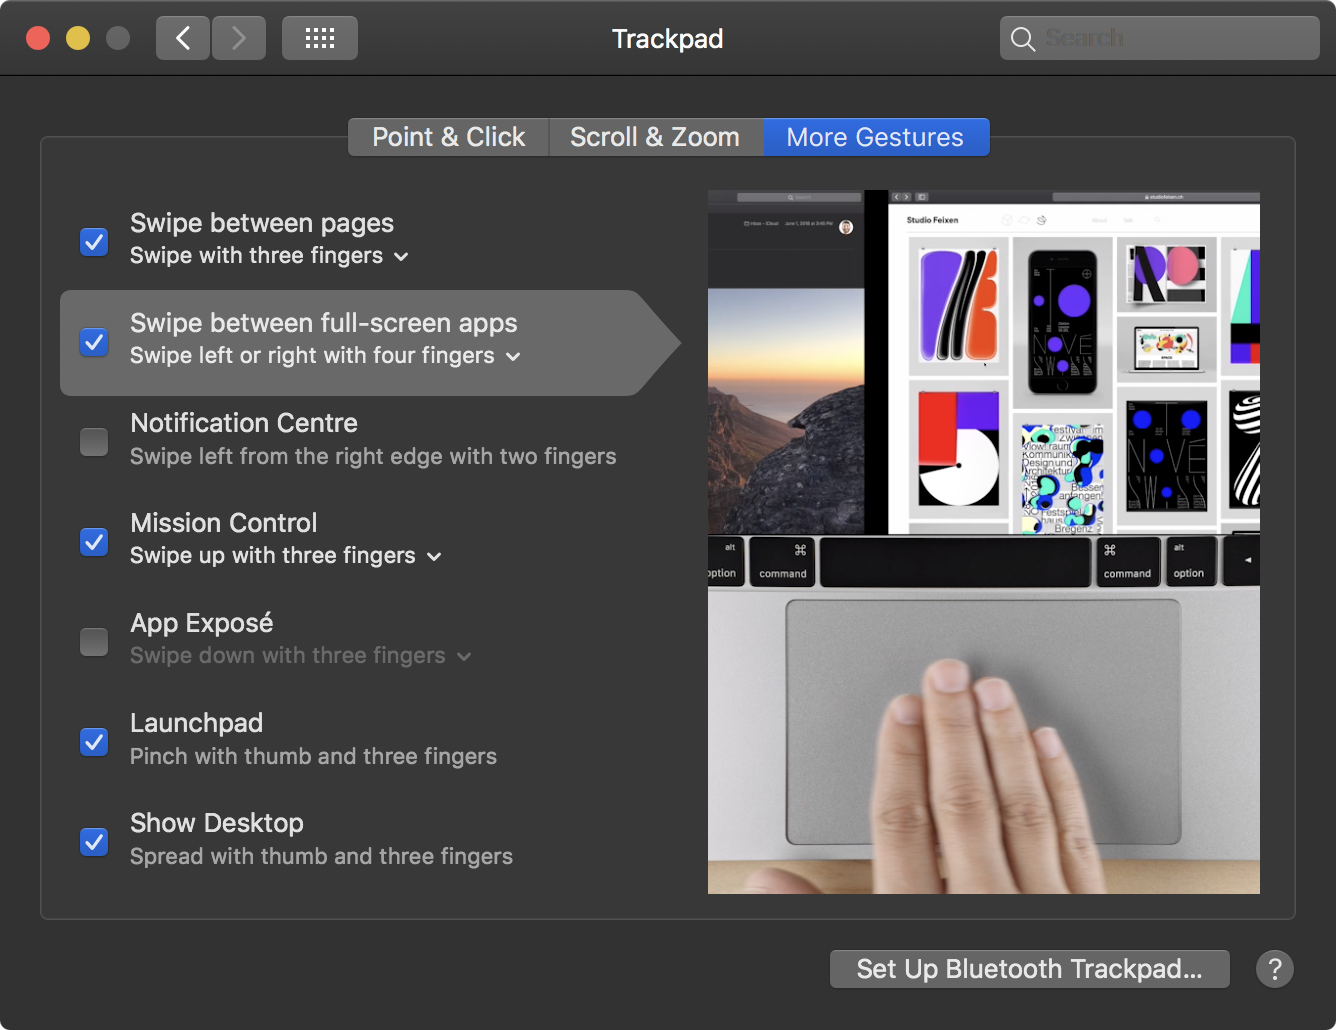 Trackpad
Search
Point & Click
Scroll & Zoom
More Gestures
Swipe between pages
Swipe with three fingers
Swipe between full-screen apps
Swipe left or right with four fingers
Notification Centre
Swipe left from the right edge with two fingers
Mission Control
Swipe up with three fingers
App Exposé
Swipe down with three fingers
Launchpad
Pinch with thumb and three fingers
Show Desktop
Spread with thumb and three fingers
studiofeixen.ch
Studio Feixen
alt
option
⌘
command
⌘
command
alt
option
Set Up Bluetooth Trackpad...
?